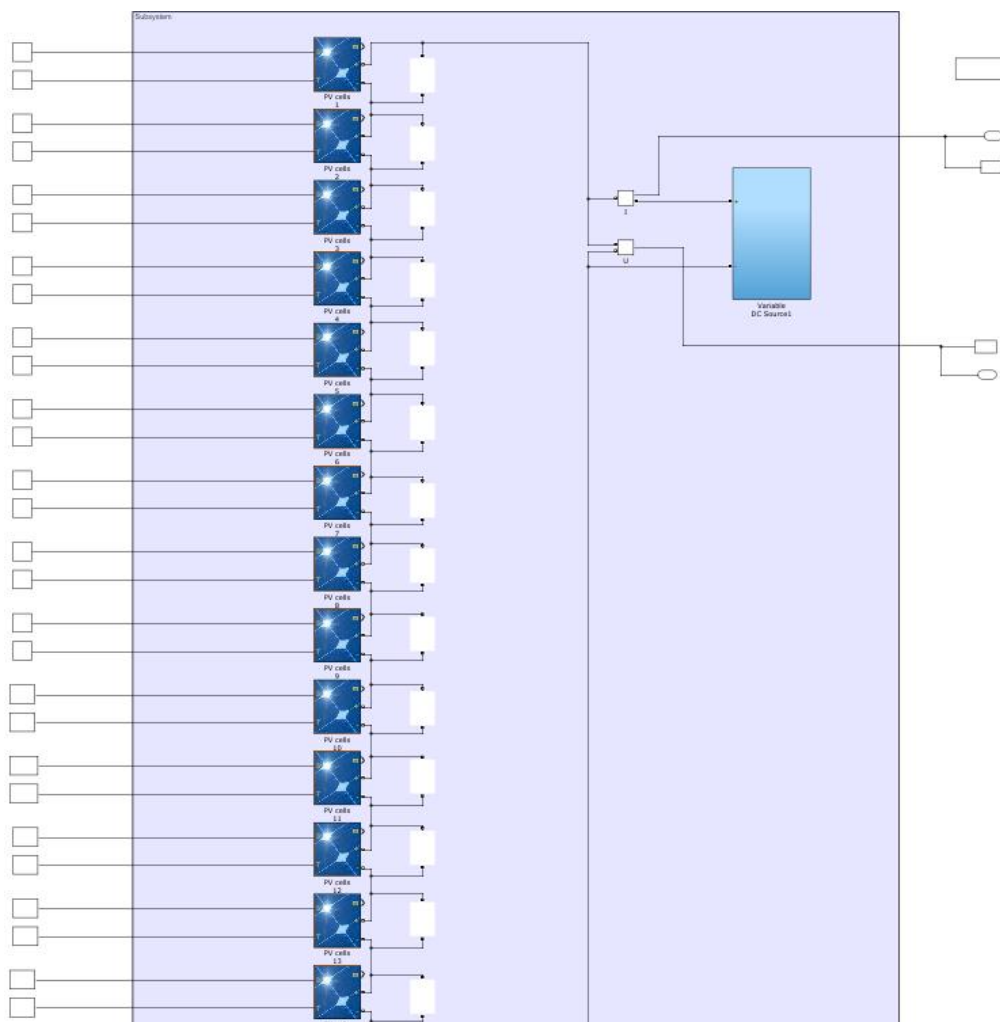 Subsystem
PV cells
1
PV cells
2
PV cells
3
PV cells
4
PV cells
5
PV cells
6
PV cells
7
PV cells
8
PV cells
9
PV cells
10
PV cells
11
PV cells
12
PV cells
13
I
U
+
Variable
DC Source1